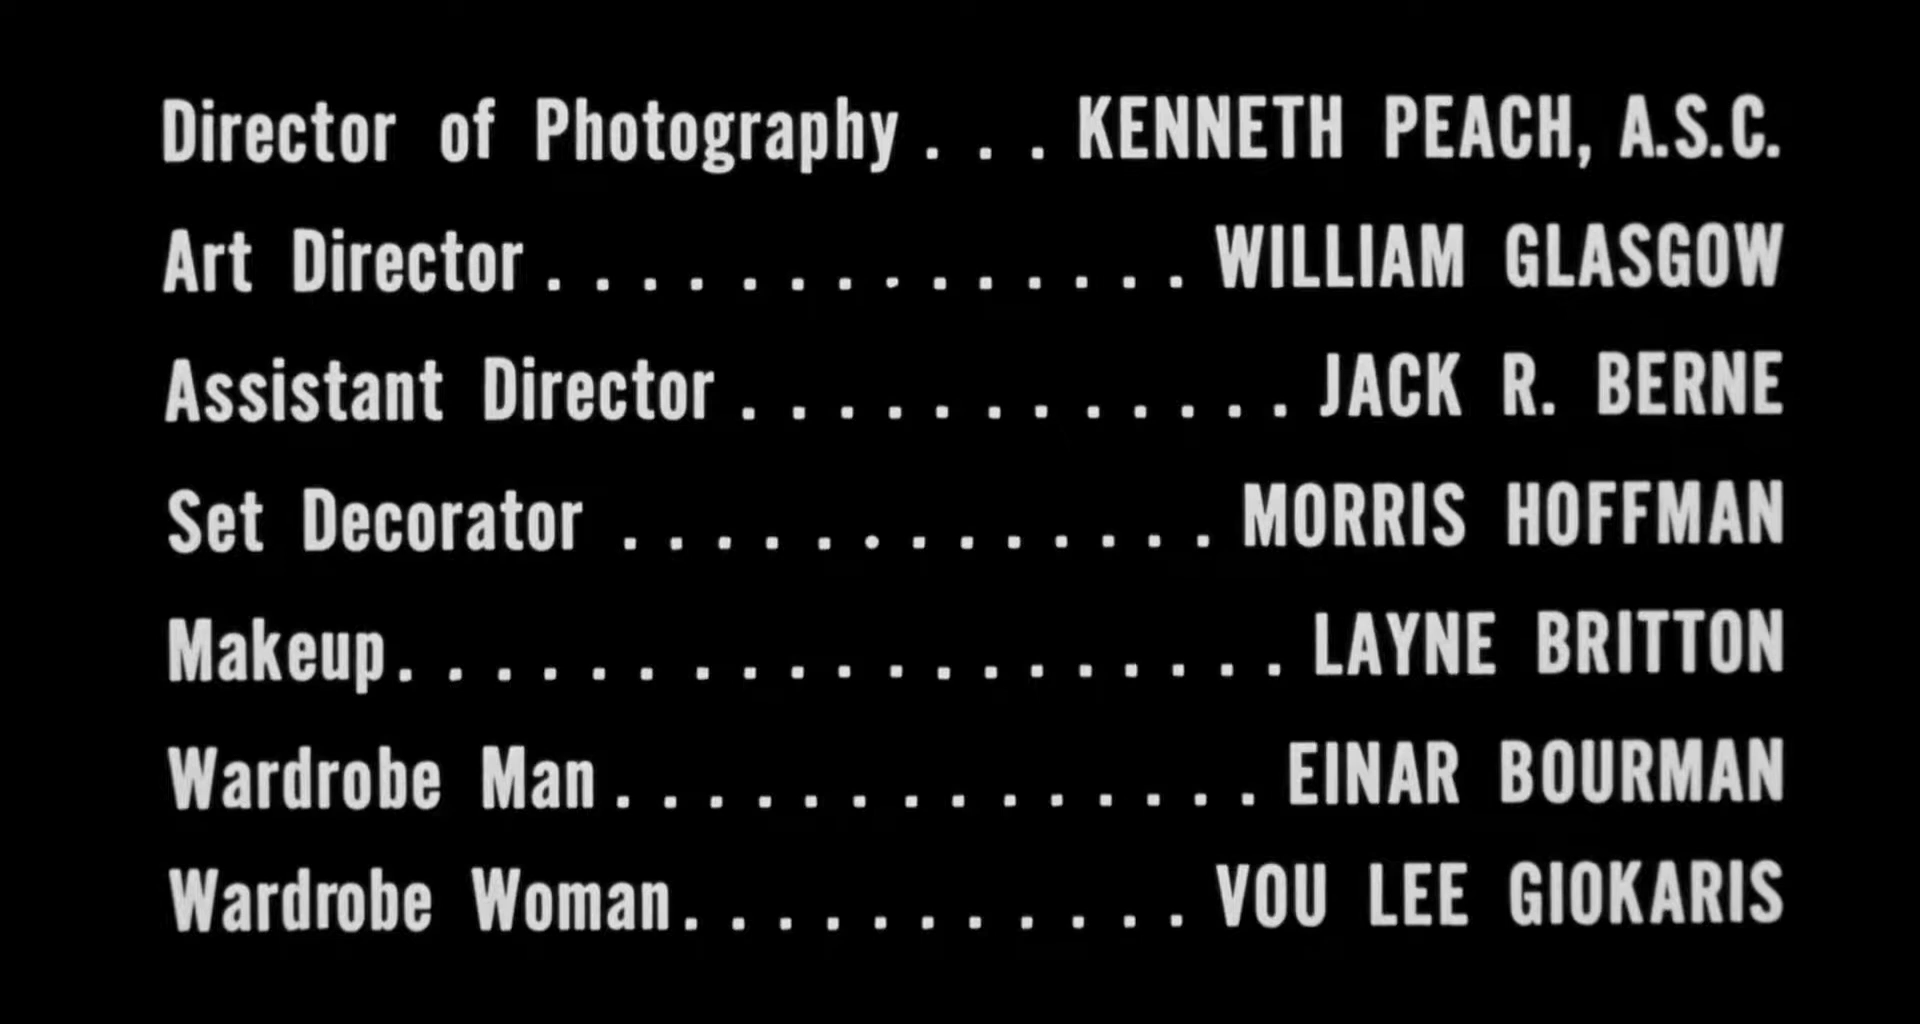 Director of Photography . . . KENNETH PEACH, A.S.C.
Art Director . . . . . . . . . . . . . . WILLIAM GLASGOW
Assistant Director . . . . . . . . . . . . JACK R. BERNE
Set Decorator . . . . . . . . . . . . . MORRIS HOFFMAN
Makeup . . . . . . . . . . . . . . . . . . . LAYNE BRITTON
Wardrobe Man . . . . . . . . . . . . . . EINAR BOURMAN
Wardrobe Woman . . . . . . . . . . . VOU LEE GIOKARIS